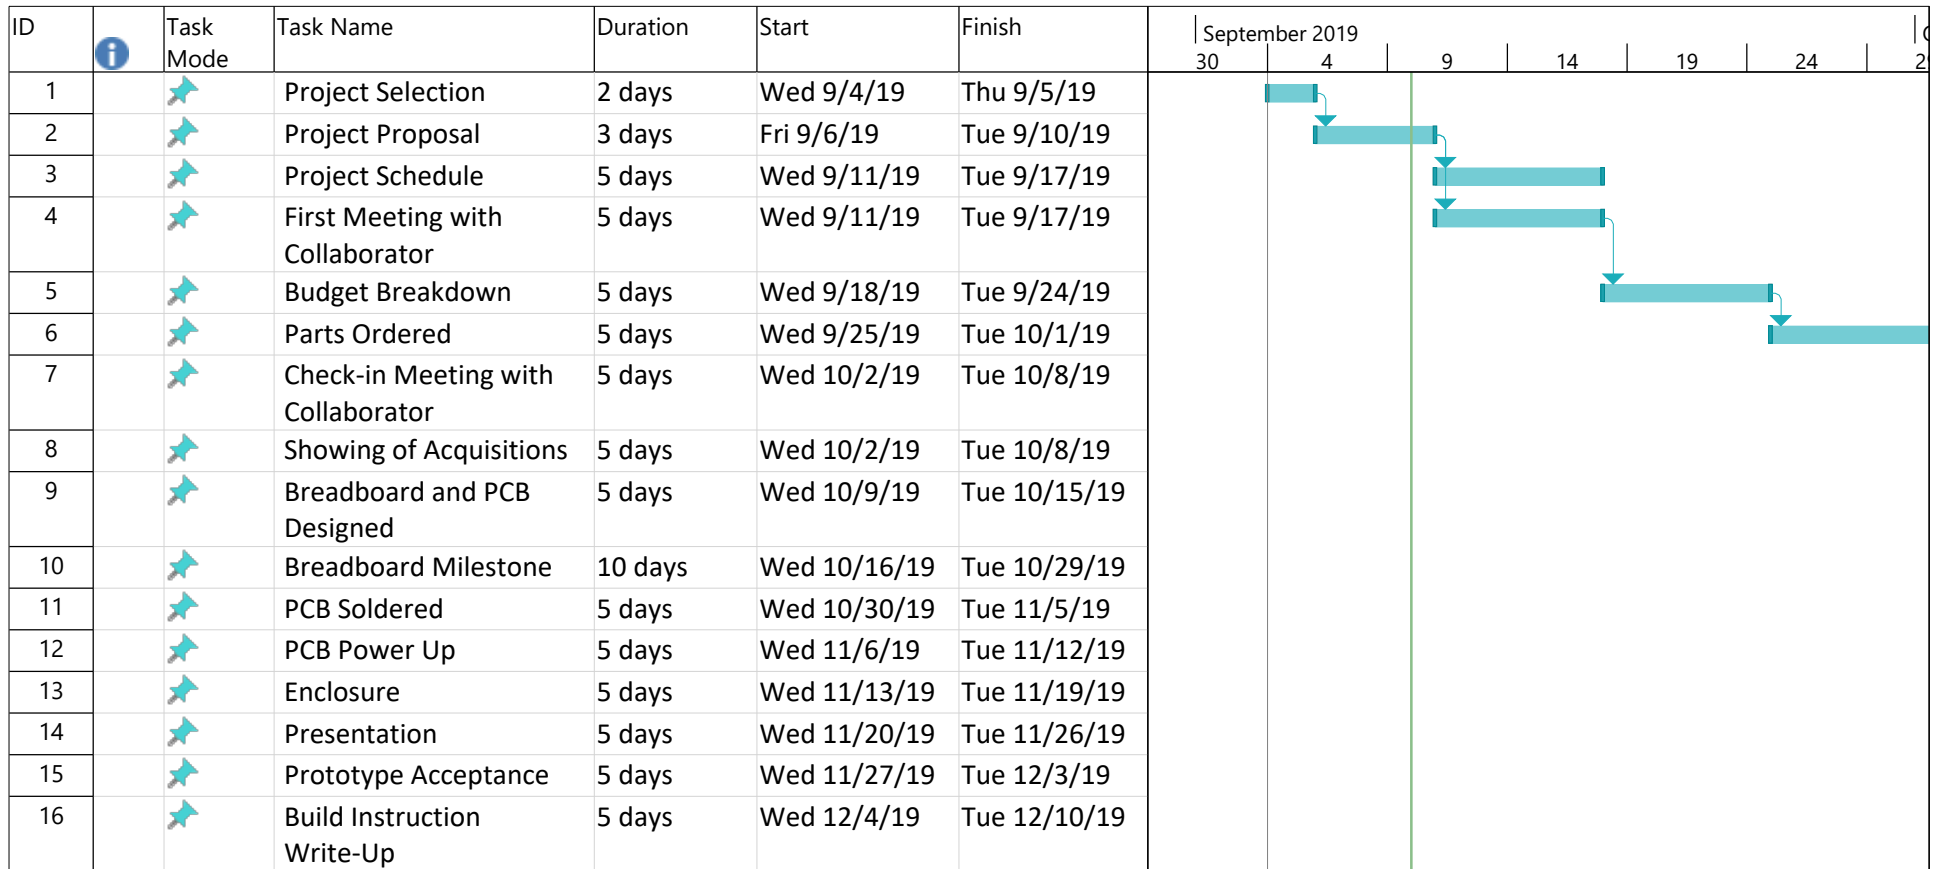 ID Task Mode Task Name Duration Start Finish
September 2019
30 4 9 14 19 24
1 Project Selection 2 days Wed 9/4/19 Thu 9/5/19
2 Project Proposal 3 days Fri 9/6/19 Tue 9/10/19
3 Project Schedule 5 days Wed 9/11/19 Tue 9/17/19
4 First Meeting with 5 days Wed 9/11/19 Tue 9/17/19
Collaborator
5 Budget Breakdown 5 days Wed 9/18/19 Tue 9/24/19
6 Parts Ordered 5 days Wed 9/25/19 Tue 10/1/19
7 Check-in Meeting with 5 days Wed 10/2/19 Tue 10/8/19
Collaborator
8 Showing of Acquisitions 5 days Wed 10/2/19 Tue 10/8/19
9 Breadboard and PCB 5 days Wed 10/9/19 Tue 10/15/19
Designed
10 Breadboard Milestone 10 days Wed 10/16/19 Tue 10/29/19
11 PCB Soldered 5 days Wed 10/30/19 Tue 11/5/19
12 PCB Power Up 5 days Wed 11/6/19 Tue 11/12/19
13 Enclosure 5 days Wed 11/13/19 Tue 11/19/19
14 Presentation 5 days Wed 11/20/19 Tue 11/26/19
15 Prototype Acceptance 5 days Wed 11/27/19 Tue 12/3/19
16 Build Instruction 5 days Wed 12/4/19 Tue 12/10/19
Write-Up